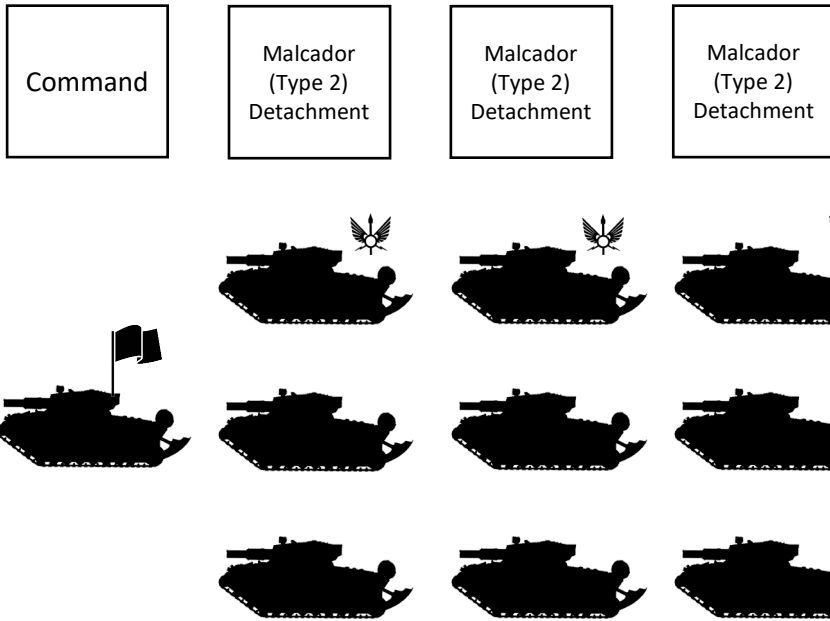 Command
Malcador
(Type 2)
Detachment
Malcador
(Type 2)
Detachment
Malcador
(Type 2)
Detachment